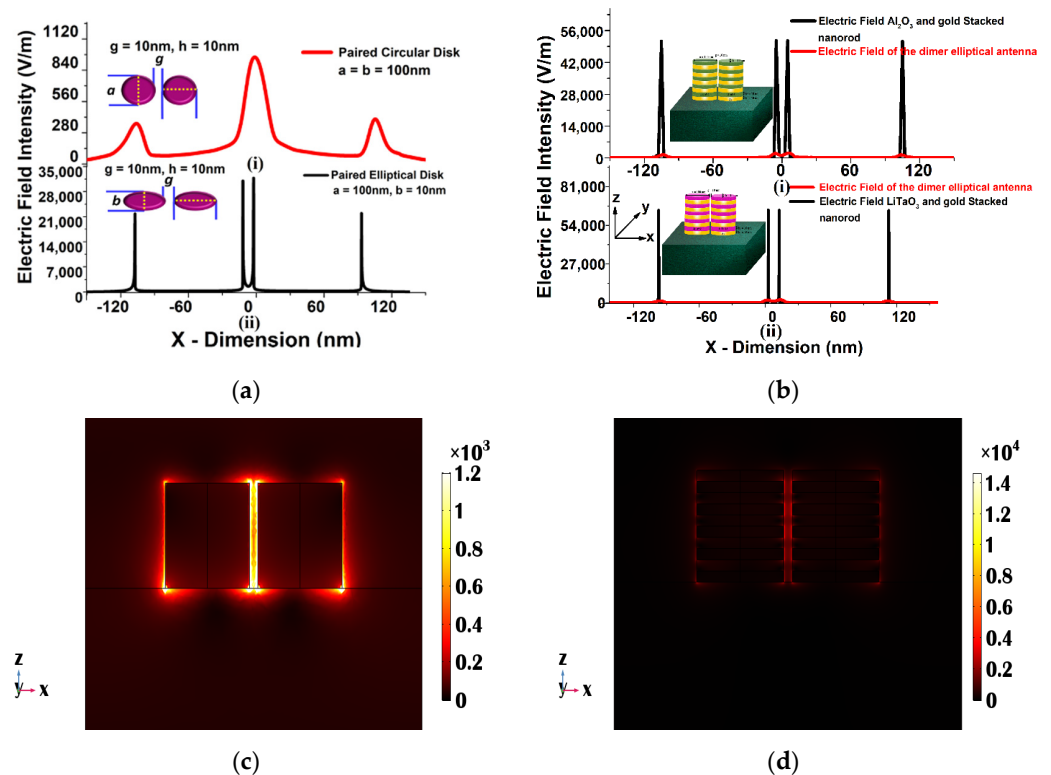 Electric Field Intensity (V/m)
1120
840
560
280
0
g = 10nm, h = 10nm
g
a
Paired Circular Disk
a = b = 100nm
(i)
35,000
28,000
21,000
14,000
7,000
0
g = 10nm, h = 10nm
g
b
Paired Elliptical Disk
a = 100nm, b = 10nm
-120
-60
0
60
120
(ii)
X - Dimension (nm)
(a)
Electric Field Intensity (V/m)
56,000
42,000
28,000
14,000
0
Electric Field Al₂O₃ and gold Stacked
nanorod
Electric Field of the dimer elliptical antenna
-120
-60
0
60
120
(i)
81,000
54,000
27,000
0
Electric Field of the dimer elliptical antenna
Electric Field LiTaO₃ and gold Stacked
nanorod
z
y
x
-120
-60
0
60
120
(ii)
X - Dimension (nm)
(b)
×10³
1.2
1
0.8
0.6
0.4
0.2
0
z
y
x
(c)
×10⁴
1.4
1.2
1
0.8
0.6
0.4
0.2
0
z
y
x
(d)